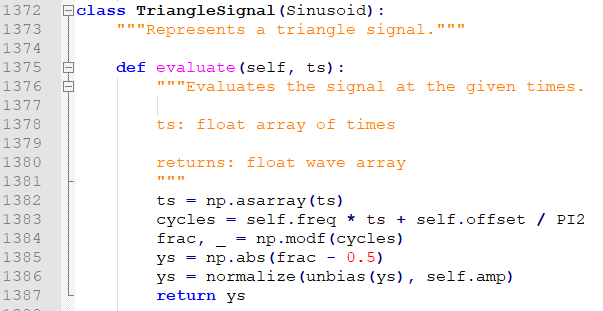 1372 class TriangleSignal(Sinusoid):
1373     """Represents a triangle signal."""
1374
1375     def evaluate(self, ts):
1376         """Evaluates the signal at the given times.
1377
1378         ts: float array of times
1379
1380         returns: float wave array
1381         """
1382         ts = np.asarray(ts)
1383         cycles = self.freq * ts + self.offset / PI2
1384         frac, _ = np.modf(cycles)
1385         ys = np.abs(frac - 0.5)
1386         ys = normalize(unbias(ys), self.amp)
1387         return ys